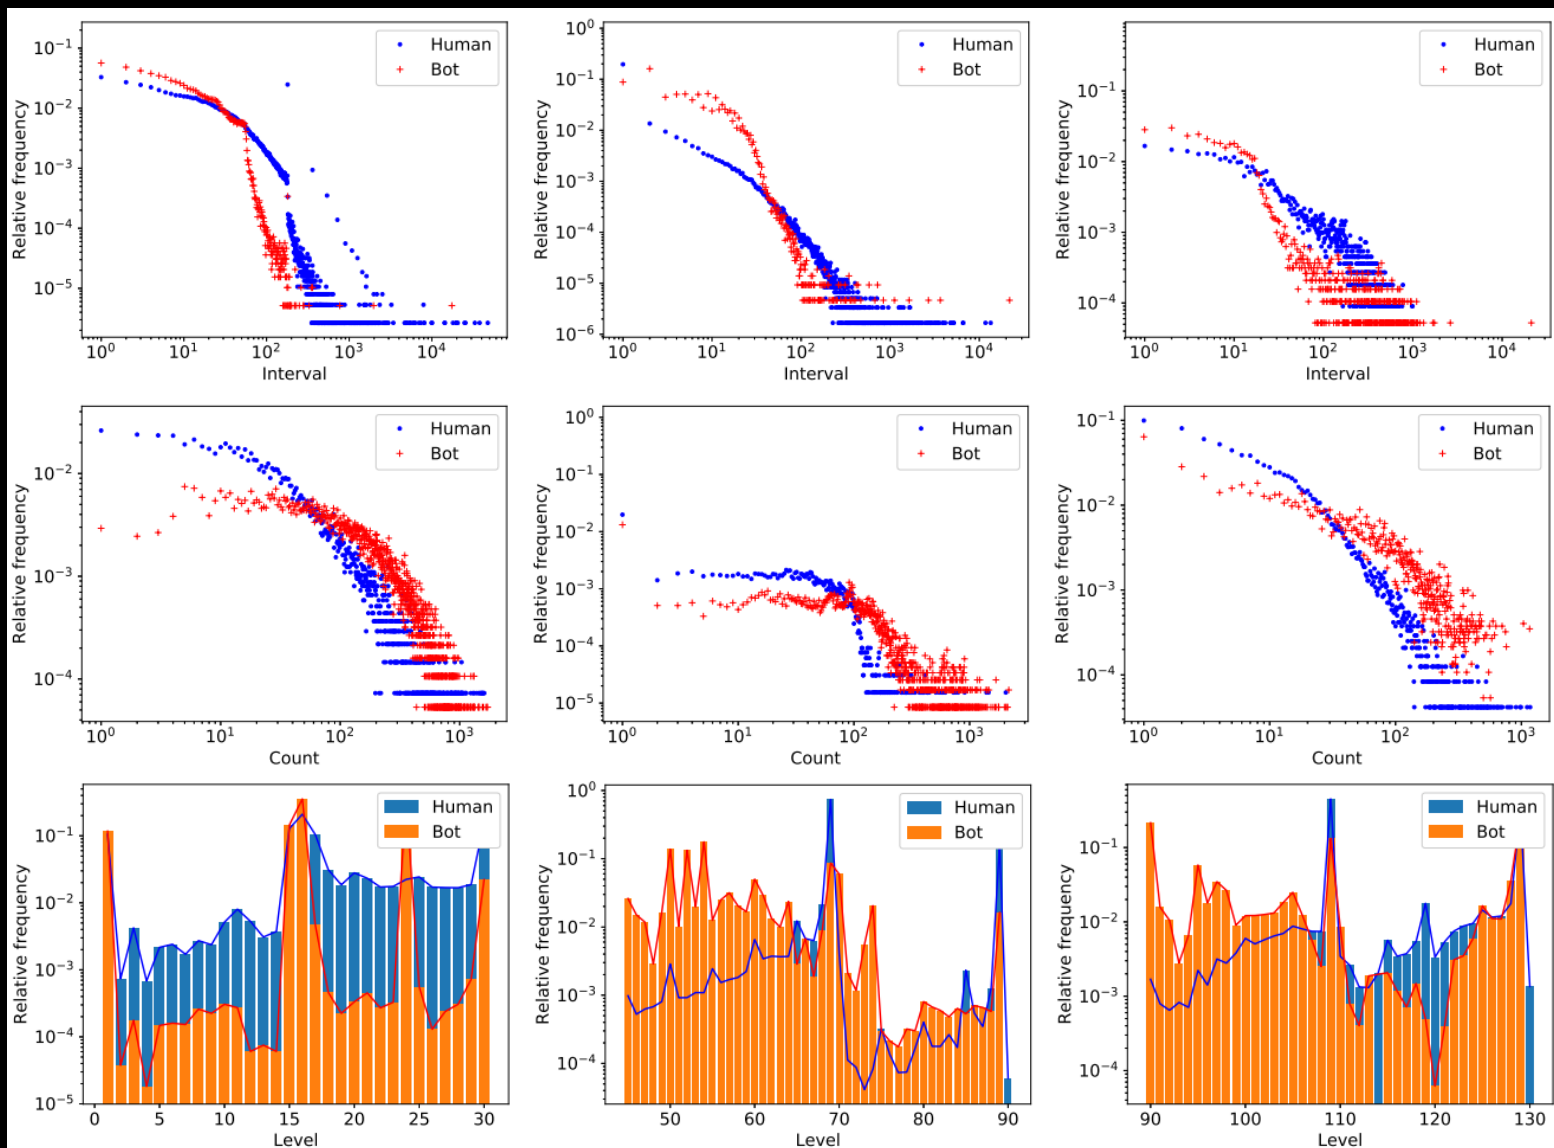 Human
Bot
10⁻¹
10⁻²
10⁻³
10⁻⁴
10⁻⁵
Relative frequency
10⁰ 10¹ 10² 10³ 10⁴
Interval
Human
Bot
10⁰
10⁻¹
10⁻²
10⁻³
10⁻⁴
10⁻⁵
10⁻⁶
Relative frequency
10⁰ 10¹ 10² 10³ 10⁴
Interval
Human
Bot
10⁻¹
10⁻²
10⁻³
10⁻⁴
Relative frequency
10⁰ 10¹ 10² 10³ 10⁴
Interval
Human
Bot
10⁻²
10⁻³
10⁻⁴
Relative frequency
10⁰ 10¹ 10² 10³
Count
Human
Bot
10⁰
10⁻¹
10⁻²
10⁻³
10⁻⁴
10⁻⁵
Relative frequency
10⁰ 10¹ 10² 10³
Count
Human
Bot
10⁻¹
10⁻²
10⁻³
10⁻⁴
Relative frequency
10⁰ 10¹ 10² 10³
Count
Human
Bot
10⁻¹
10⁻²
10⁻³
10⁻⁴
10⁻⁵
Relative frequency
0 5 10 15 20 25 30
Level
Human
Bot
10⁰
10⁻¹
10⁻²
10⁻³
10⁻⁴
Relative frequency
50 60 70 80 90
Level
Human
Bot
10⁻¹
10⁻²
10⁻³
10⁻⁴
Relative frequency
90 100 110 120 130
Level